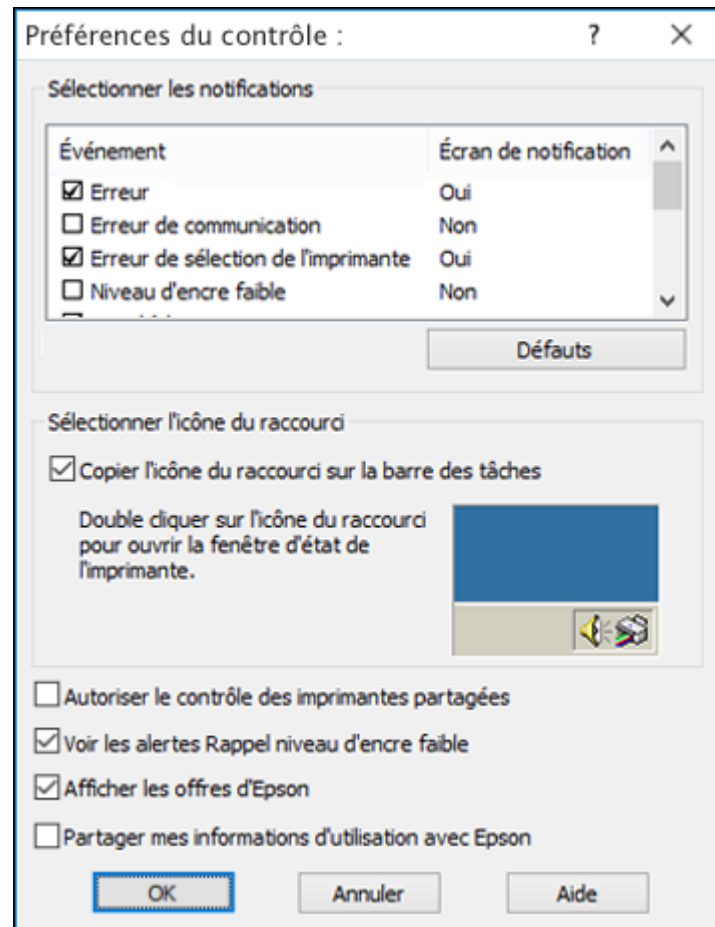 Préférences du contrôle :
?
Sélectionner les notifications
Événement Écran de notification
Erreur Oui
Erreur de communication Non
Erreur de sélection de l'imprimante Oui
Niveau d'encre faible Non
Défauts
Sélectionner l'icône du raccourci
Copier l'icône du raccourci sur la barre des tâches
Double cliquer sur l'icône du raccourci
pour ouvrir la fenêtre d'état de
l'imprimante.
Autoriser le contrôle des imprimantes partagées
Voir les alertes Rappel niveau d'encre faible
Afficher les offres d'Epson
Partager mes informations d'utilisation avec Epson
OK Annuler Aide